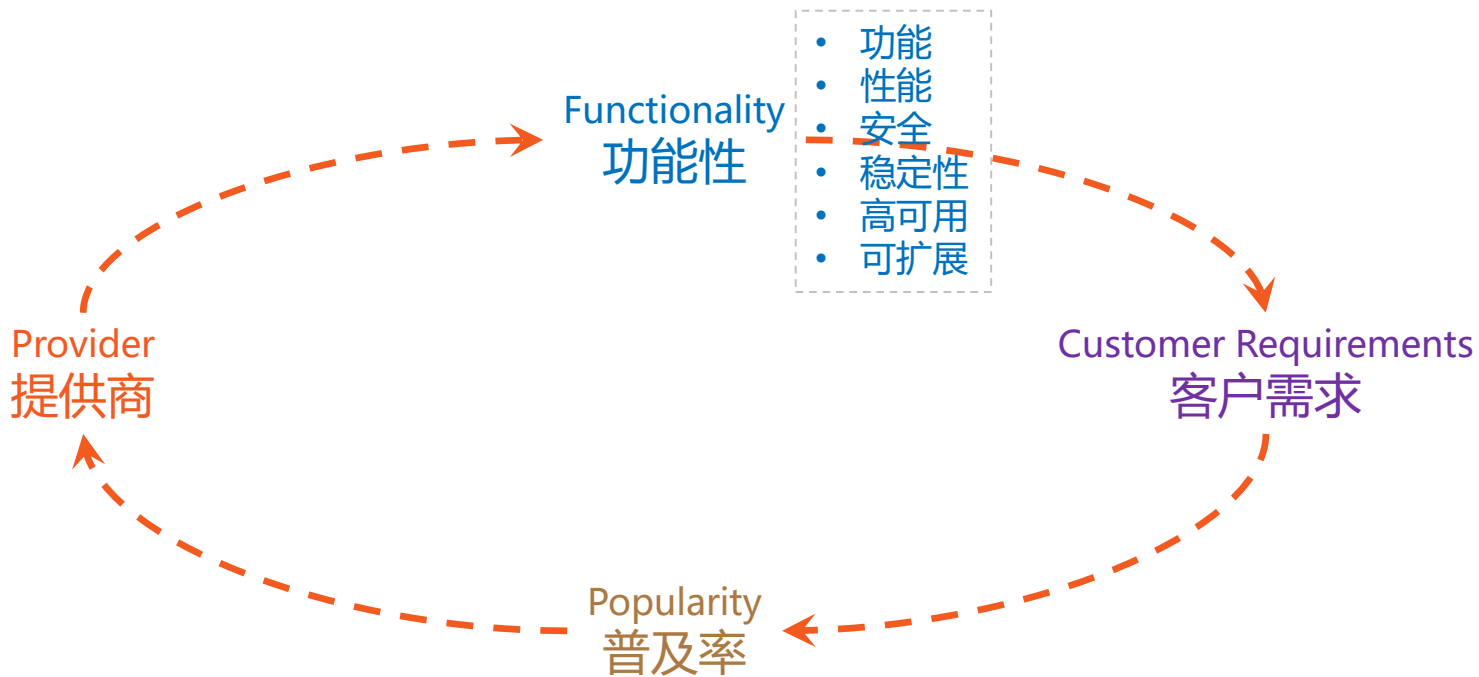 Functionality
功能性
• 功能
• 性能
• 安全
• 稳定性
• 高可用
• 可扩展
Provider
提供商
Customer Requirements
客户需求
Popularity
普及率